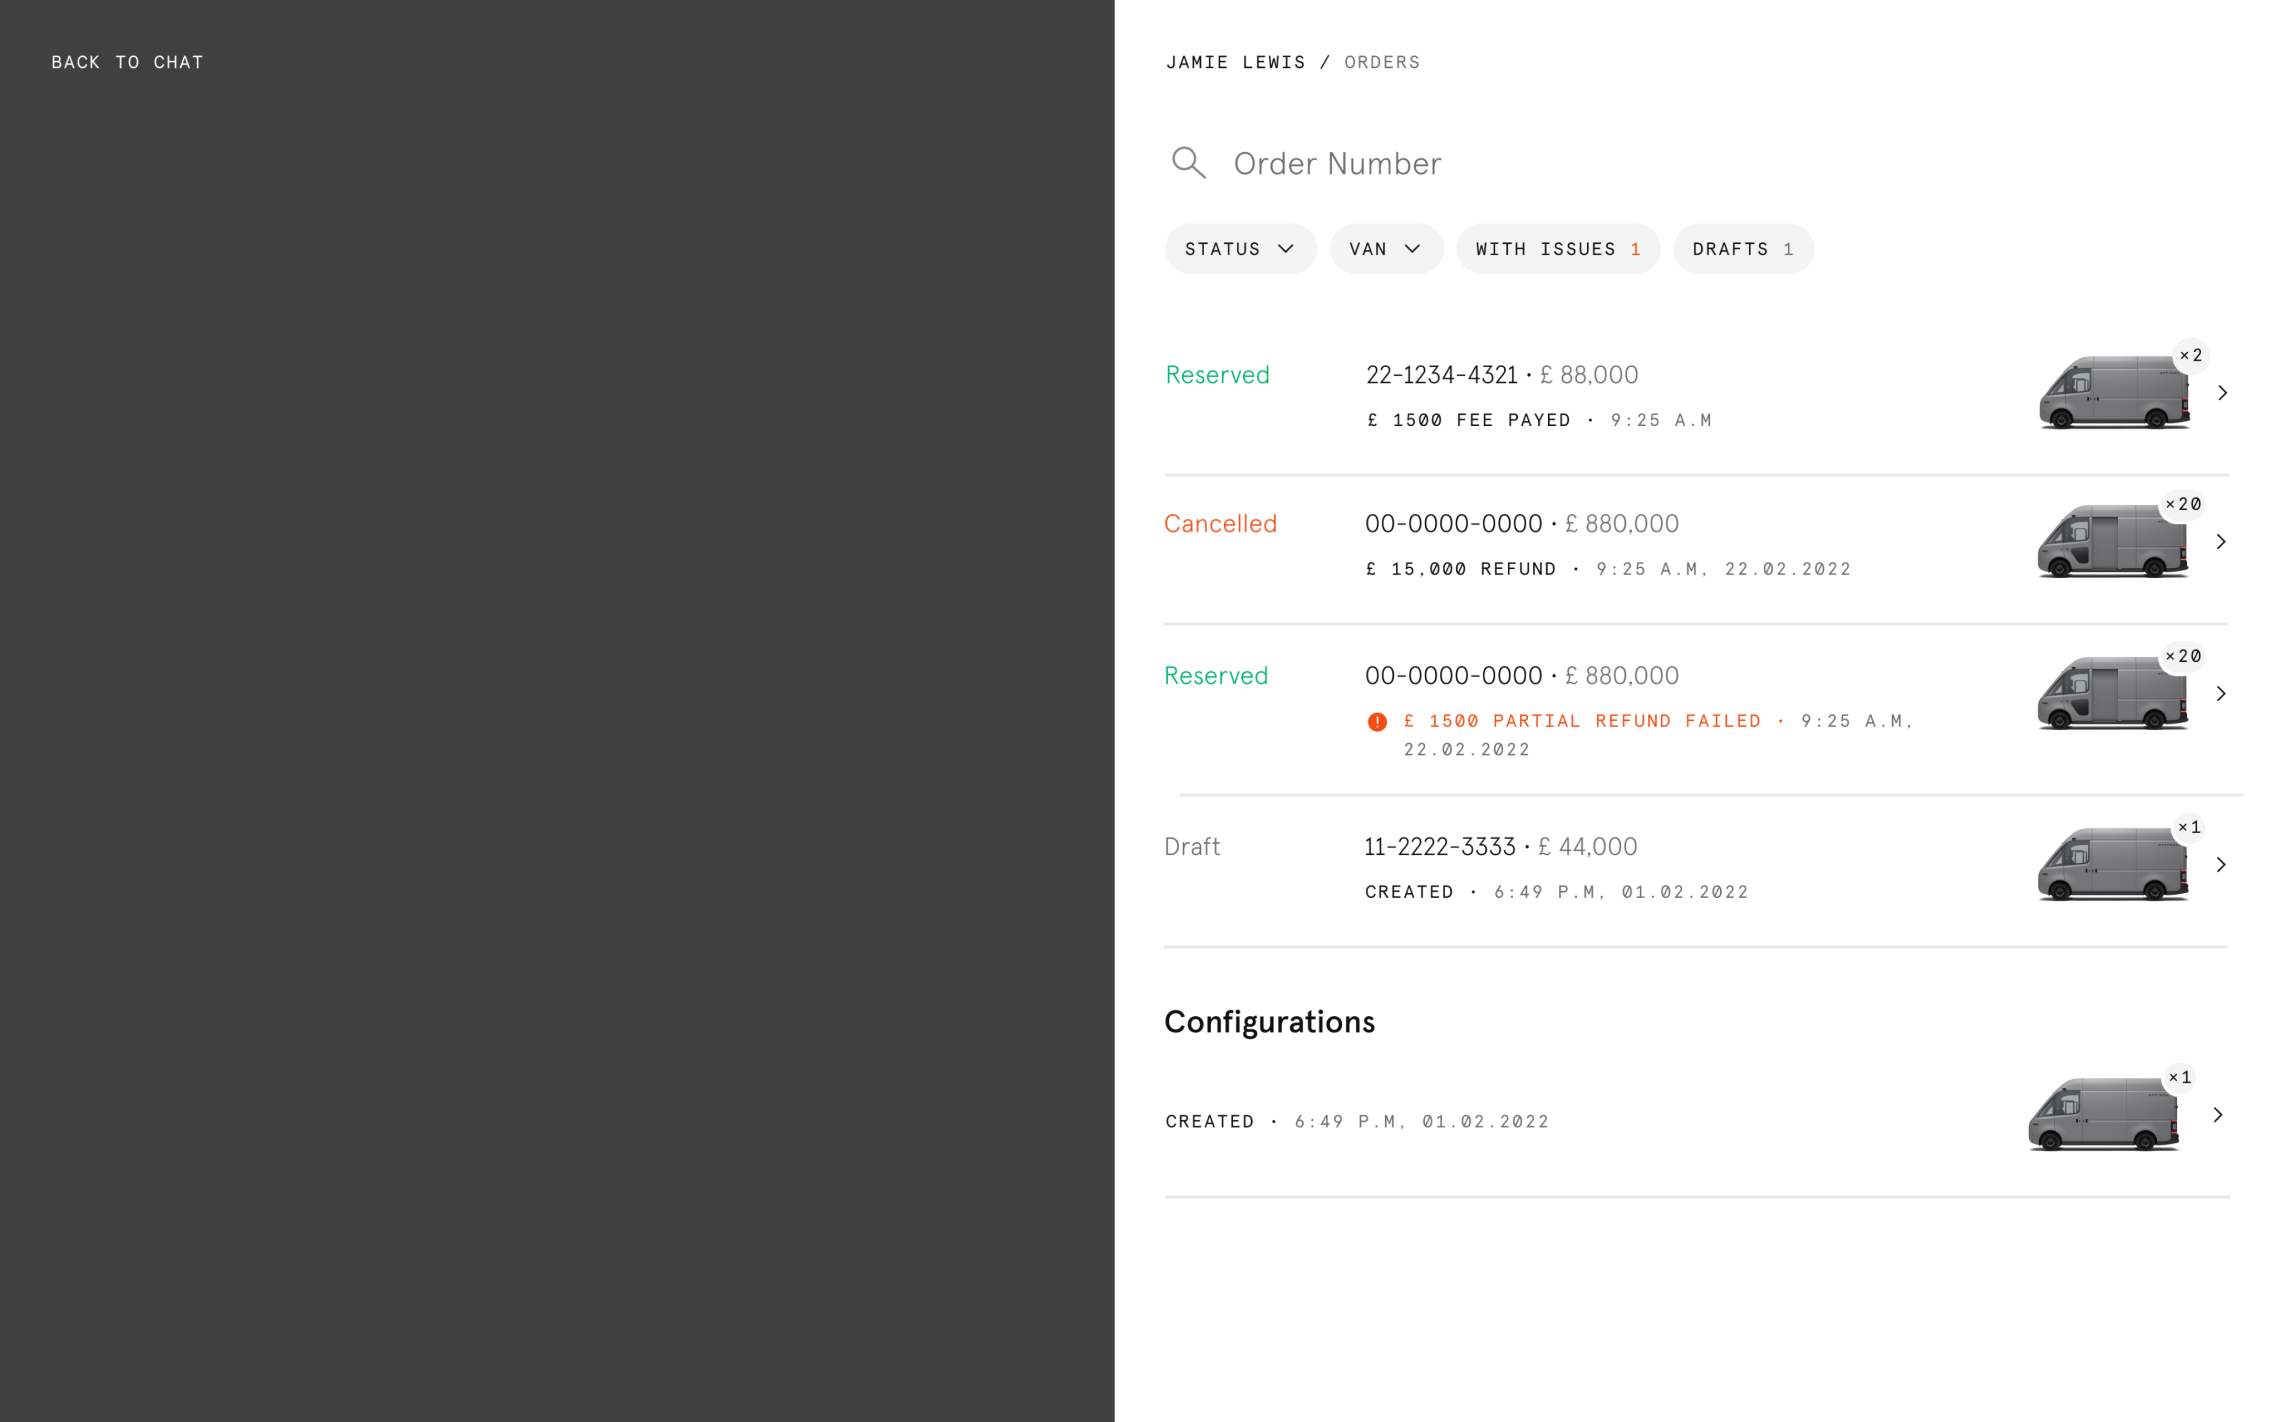 BACK TO CHAT
JAMIE LEWIS / ORDERS
Order Number
STATUS
VAN
WITH ISSUES 1
DRAFTS 1
Reserved
22-1234-4321 · £ 88,000
£ 1500 FEE PAYED · 9:25 A.M
×2
Cancelled
00-0000-0000 · £ 880,000
£ 15,000 REFUND · 9:25 A.M, 22.02.2022
×20
Reserved
00-0000-0000 · £ 880,000
£ 1500 PARTIAL REFUND FAILED · 9:25 A.M,
22.02.2022
×20
Draft
11-2222-3333 · £ 44,000
CREATED · 6:49 P.M, 01.02.2022
×1
Configurations
CREATED · 6:49 P.M, 01.02.2022
×1